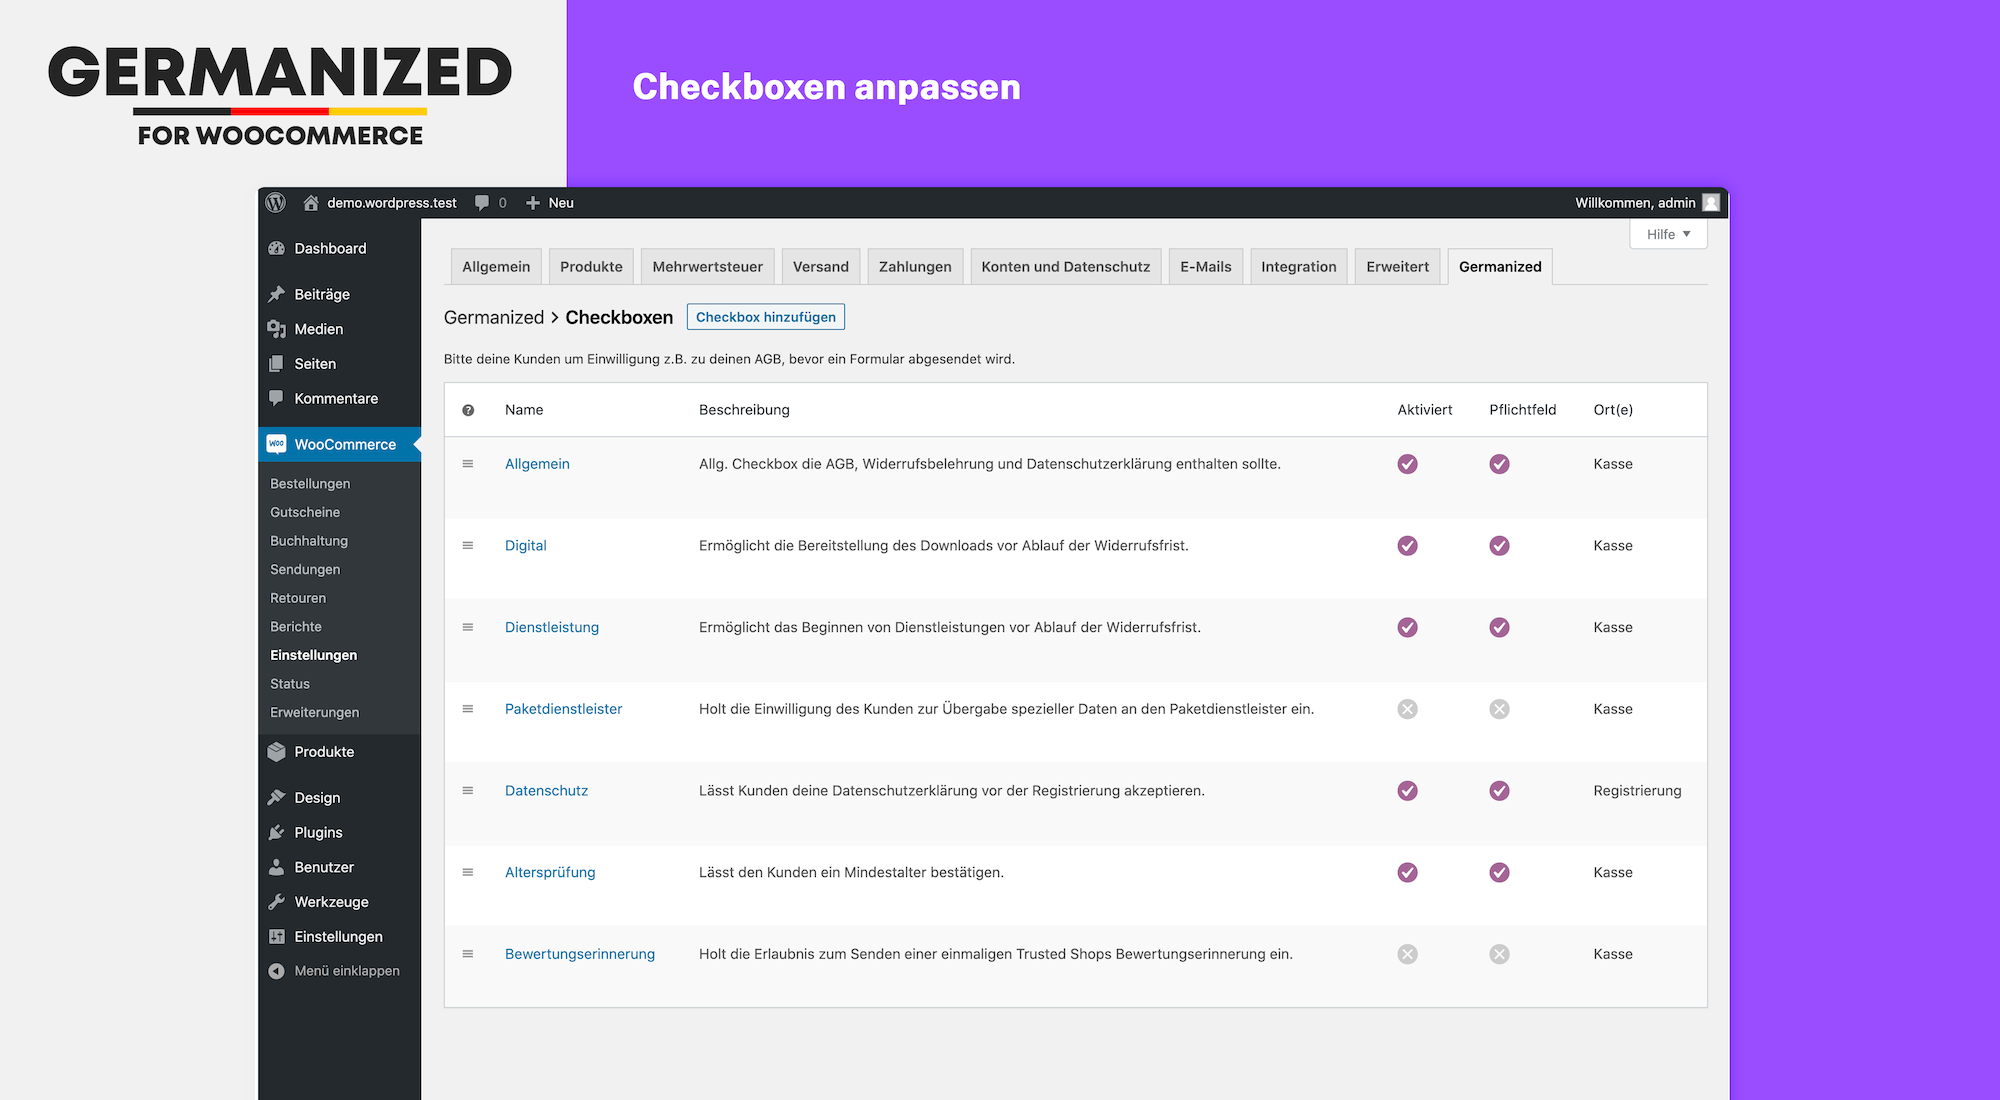 GERMANIZED
FOR WOOCOMMERCE
Checkboxen anpassen
demo.wordpress.test 0 Neu Willkommen, admin
Hilfe
Dashboard
Beiträge
Medien
Seiten
Kommentare
WooCommerce
Bestellungen
Gutscheine
Buchhaltung
Sendungen
Retouren
Berichte
Einstellungen
Status
Erweiterungen
Produkte
Design
Plugins
Benutzer
Werkzeuge
Einstellungen
Menü einklappen
Allgemein Produkte Mehrwertsteuer Versand Zahlungen Konten und Datenschutz E-Mails Integration Erweitert Germanized
Germanized > Checkboxen Checkbox hinzufügen
Bitte deine Kunden um Einwilligung z.B. zu deinen AGB, bevor ein Formular abgesendet wird.
? Name Beschreibung Aktiviert Pflichtfeld Ort(e)
Allgemein Allg. Checkbox die AGB, Widerrufsbelehrung und Datenschutzerklärung enthalten sollte. Kasse
Digital Ermöglicht die Bereitstellung des Downloads vor Ablauf der Widerrufsfrist. Kasse
Dienstleistung Ermöglicht das Beginnen von Dienstleistungen vor Ablauf der Widerrufsfrist. Kasse
Paketdienstleister Holt die Einwilligung des Kunden zur Übergabe spezieller Daten an den Paketdienstleister ein. Kasse
Datenschutz Lässt Kunden deine Datenschutzerklärung vor der Registrierung akzeptieren. Registrierung
Altersprüfung Lässt den Kunden ein Mindestalter bestätigen. Kasse
Bewertungserinnerung Holt die Erlaubnis zum Senden einer einmaligen Trusted Shops Bewertungserinnerung ein. Kasse